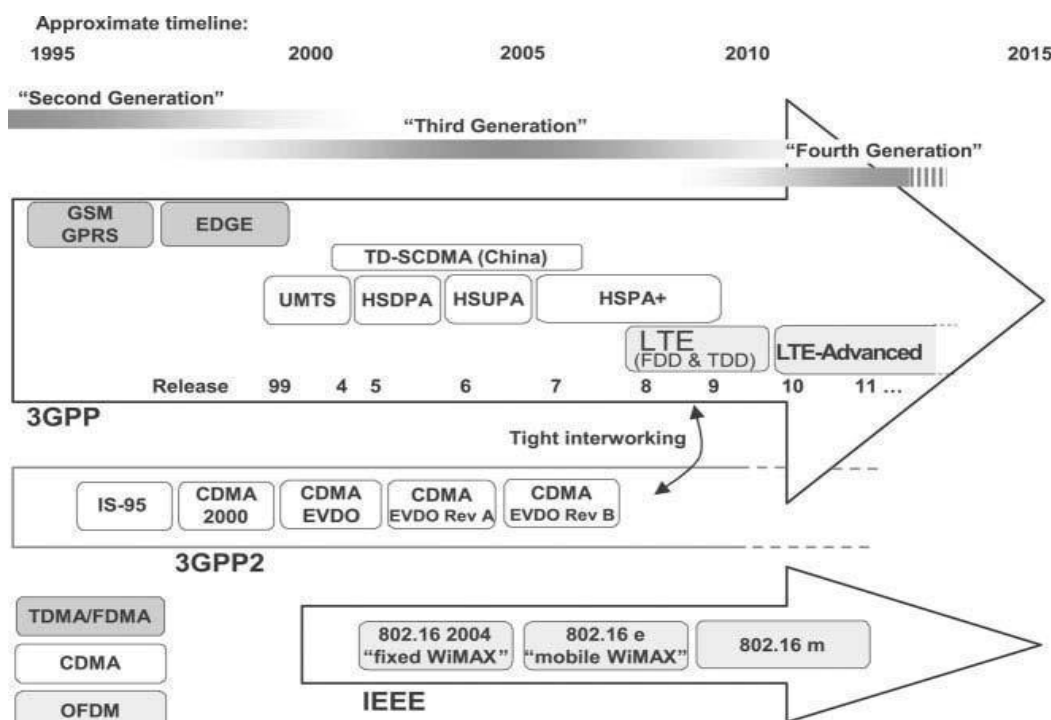 Approximate timeline:
1995 2000 2005 2010 2015
“Second Generation”
“Third Generation”
“Fourth Generation”
GSM
GPRS
EDGE
TD-SCDMA (China)
UMTS HSDPA HSUPA HSPA+
LTE
(FDD & TDD)
LTE-Advanced
Release 99 4 5 6 7 8 9 10 11 ...
3GPP
Tight interworking
IS-95
CDMA
2000
CDMA
EVDO
CDMA
EVDO Rev A
CDMA
EVDO Rev B
3GPP2
TDMA/FDMA
CDMA
OFDM
802.16 2004
“fixed WiMAX”
802.16 e
“mobile WiMAX”
802.16 m
IEEE